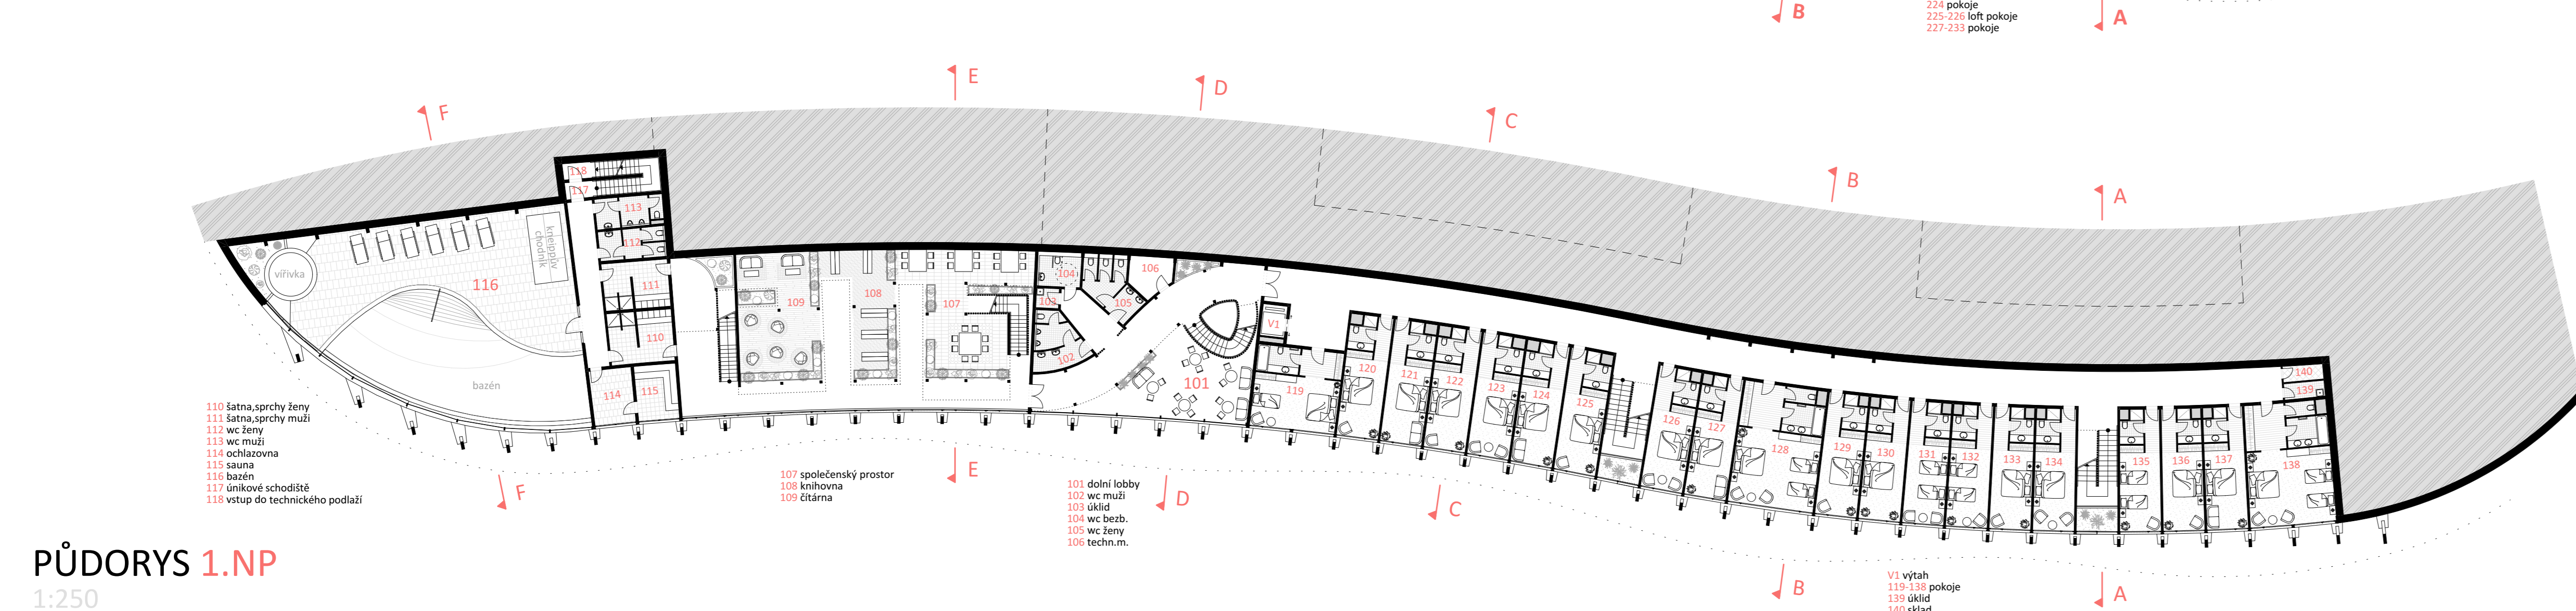 224 pokoje
225-226 loft pokoje
227-233 pokoje
B
A
F
E
D
C
B
A
118
117
113
112
111
110
115
114
116
vířivka
kneippův
chodník
bazén
109
108
107
104
103
105
106
102
101
V1
119
120
121
122
123
124
125
126
127
128
129
130
131
132
133
134
135
136
137
138
139
140
110 šatna,sprchy ženy
111 šatna,sprchy muži
112 wc ženy
113 wc muži
114 ochlazovna
115 sauna
116 bazén
117 únikové schodiště
118 vstup do technického podlaží
F
E
D
C
B
A
107 společenský prostor
108 knihovna
109 čítárna
101 dolní lobby
102 wc muži
103 úklid
104 wc bezb.
105 wc ženy
106 techn.m.
V1 výtah
119-138 pokoje
139 úklid
140 sklad
PŮDORYS 1.NP
1:250